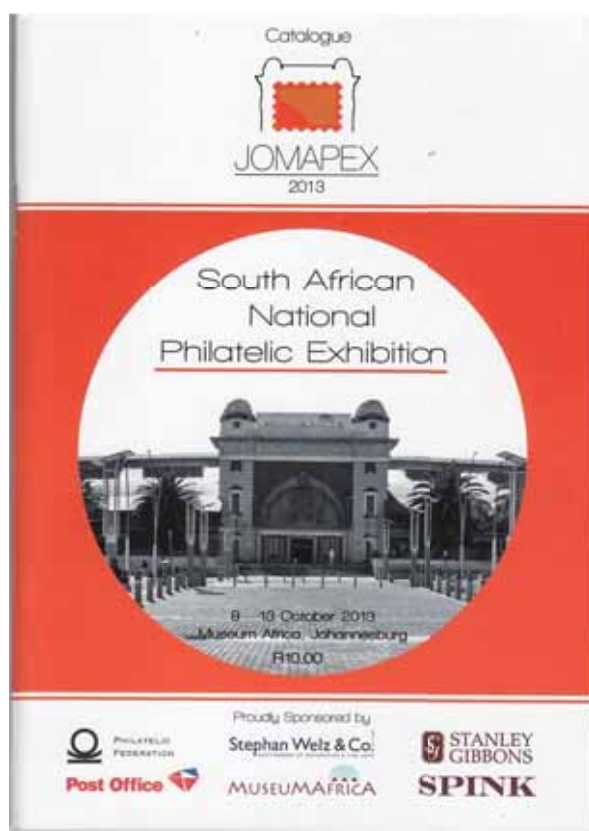 Catalogue
JOMAPEX
2013
South African
National
Philatelic Exhibition
9 - 13 October 2013
Museum Africa, Johannesburg
R10.00
Proudly Sponsored by
PHILATELIC
FEDERATION
Stephan Welz & Co.
STANLEY
GIBBONS
Post Office
MUSEUMAFRICA
SPINK